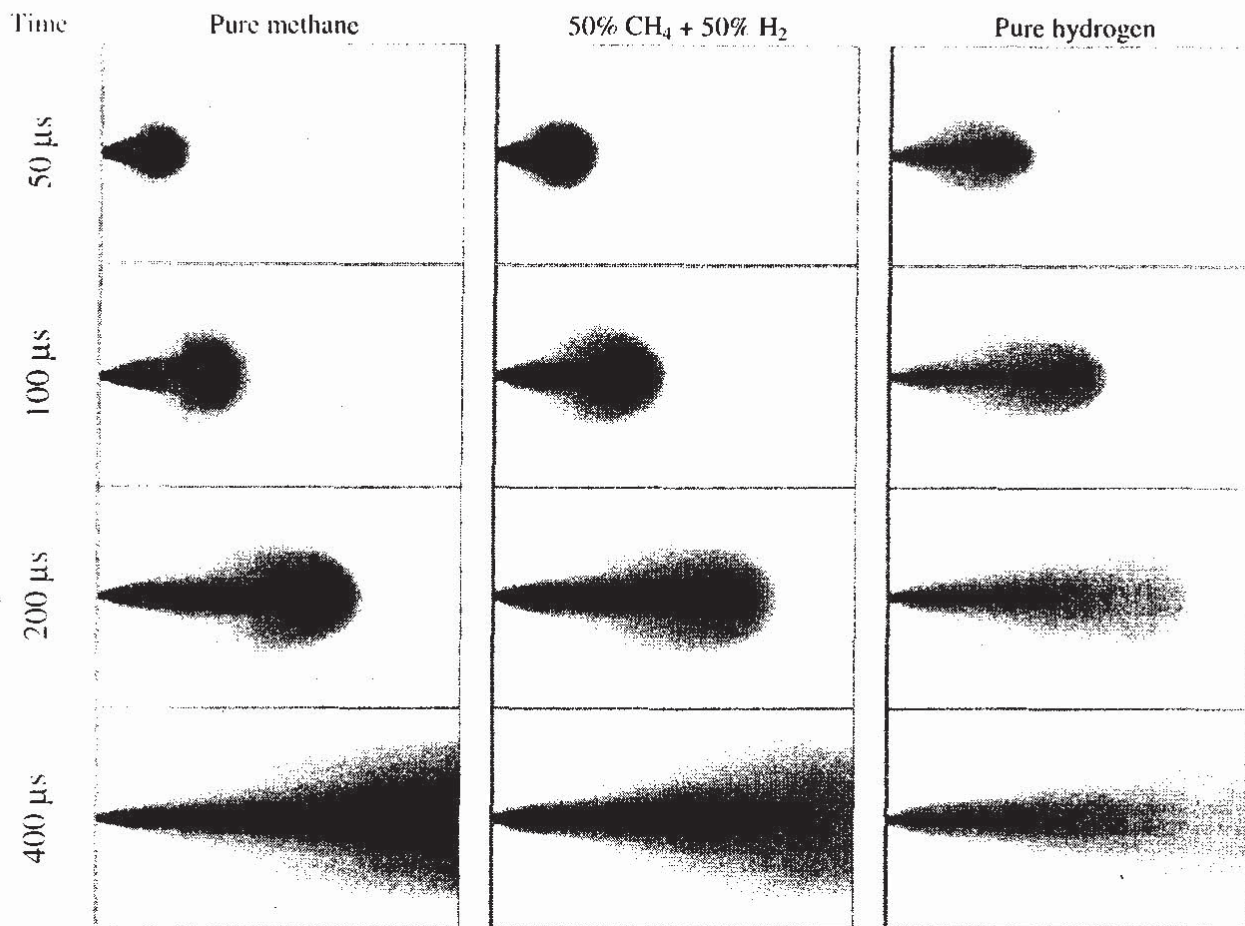 Time Pure methane 50% CH₄ + 50% H₂ Pure hydrogen
50 µs
100 µs
200 µs
400 µs